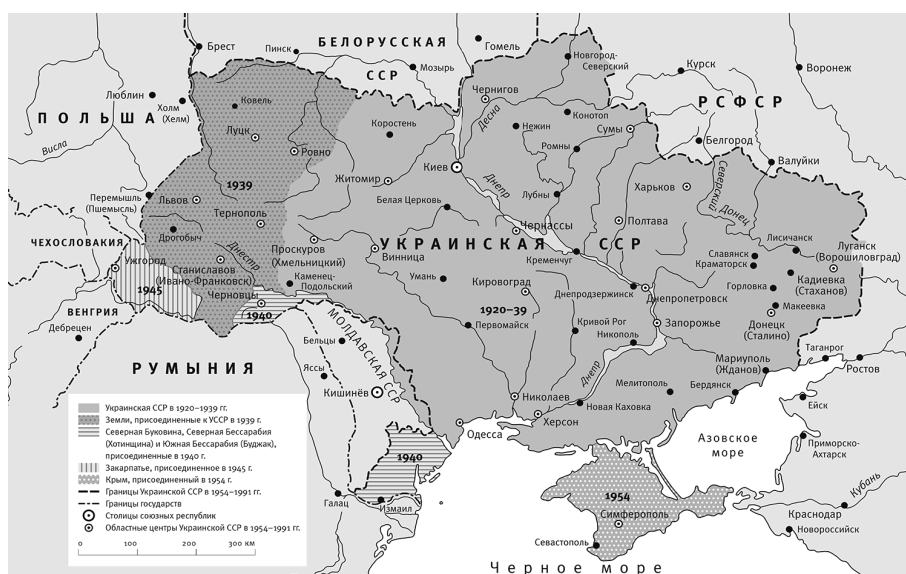 Брест
Пинск
БЕЛОРУССКАЯ
ССР
Мозырь
Гомель
Новгород-
Северский
Курск
Воронеж
РСФСР
Люблин
Холм
(Хелм)
ПОЛЬША
Висла
Ковель
Луцк
Ровно
Коростень
Чернигов
Десна
Нежин
Конотоп
Сумы
Ромны
Белгород
Валуйки
Киев
Днепр
Житомир
1939
Перемышль
(Пшемысль)
Львов
Тернополь
Белая Церковь
Лубны
Харьков
Северский Донец
Полтава
Черкассы
ЧЕХОСЛОВАКИЯ
Дрогобыч
Днестр
Проскуров
(Хмельницкий)
УКРАИНСКАЯ ССР
Винница
Кременчуг
Славянск
Краматорск
Лисичанск
Луганск
(Ворошиловград)
Ужгород
Станиславов
(Ивано-Франковск)
Каменец-
Подольский
Умань
Кировоград
Днепродзержинск
Днепропетровск
Горловка
Кадиевка
(Стаханов)
Макеевка
1945
Черновцы
1940
1920–39
ВЕНГРИЯ
Дебрецен
МОЛДАВСКАЯ ССР
Первомайск
Кривой Рог
Никополь
Запорожье
Донецк
(Сталино)
Бельцы
РУМЫНИЯ
Яссы
Кишинёв
Днепр
Мариуполь
(Жданов)
Таганрог
Ростов
Мелитополь
Бердянск
Николаев
Новая Каховка
Херсон
Одесса
Ейск
Азовское
море
Приморско-
Ахтарск
1940
Галац
Измаил
1954
Симферополь
Севастополь
Кубань
Краснодар
Новороссийск
Черное море
Украинская ССР в 1920–1939 гг.
Земли, присоединенные к УССР в 1939 г.
Северная Буковина, Северная Бессарабия
(Хотинщина) и Южная Бессарабия (Буджак),
присоединенные в 1940 г.
Закарпатье, присоединенное в 1945 г.
Крым, присоединенный в 1954 г.
Границы Украинской ССР в 1954–1991 гг.
Границы государств
Столицы союзных республик
Областные центры Украинской ССР в 1954–1991 гг.
0 100 200 300 КМ